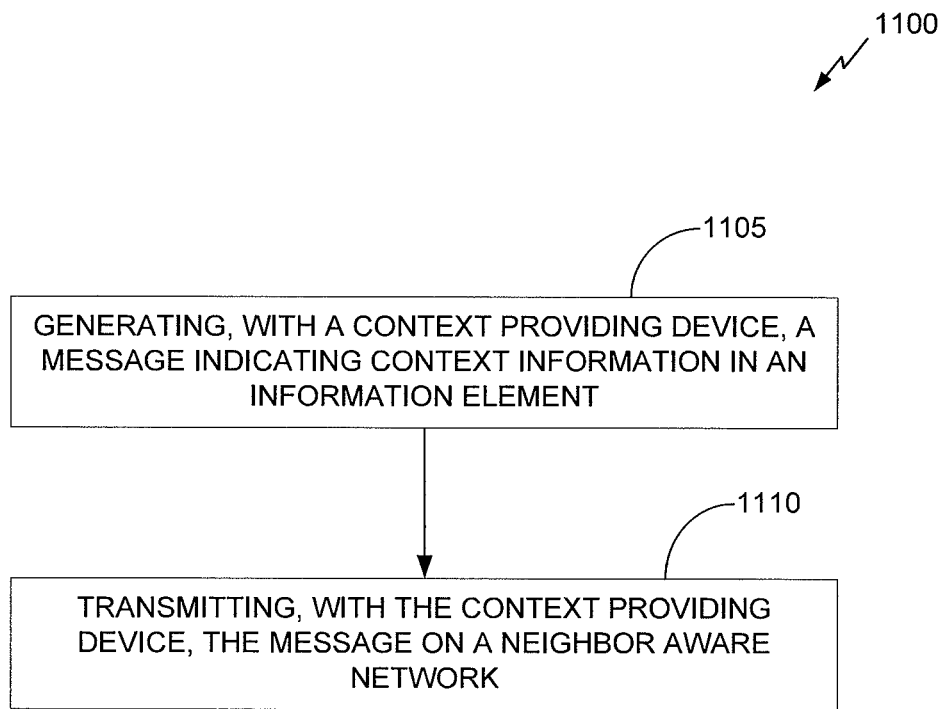 1100
1105
GENERATING, WITH A CONTEXT PROVIDING DEVICE, A
MESSAGE INDICATING CONTEXT INFORMATION IN AN
INFORMATION ELEMENT
1110
TRANSMITTING, WITH THE CONTEXT PROVIDING
DEVICE, THE MESSAGE ON A NEIGHBOR AWARE
NETWORK